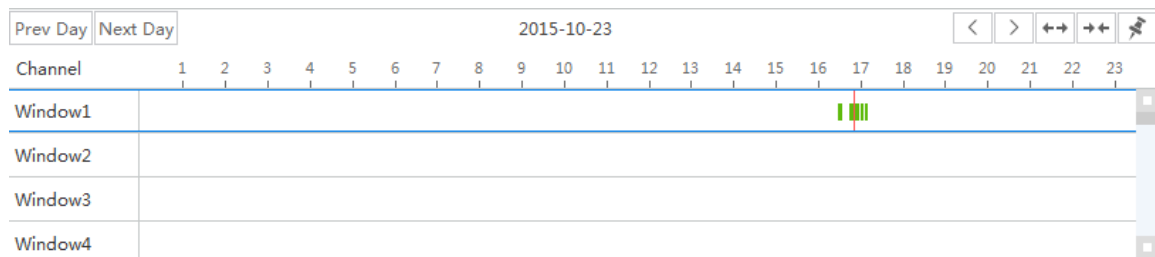 Prev Day Next Day 2015-10-23
Channel 1 2 3 4 5 6 7 8 9 10 11 12 13 14 15 16 17 18 19 20 21 22 23
Window1
Window2
Window3
Window4